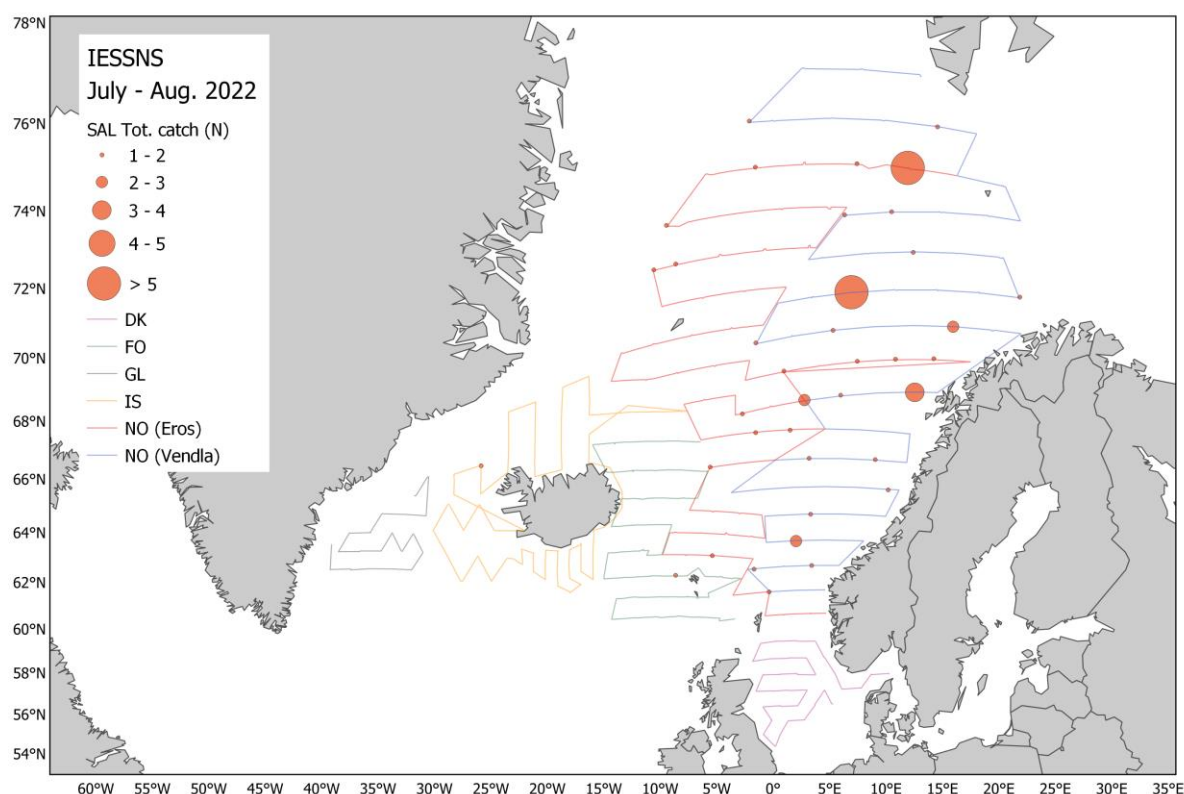 78°N
76°N
74°N
72°N
70°N
68°N
66°N
64°N
62°N
60°N
58°N
56°N
54°N
IESSNS
July - Aug. 2022
SAL Tot. catch (N)
1 - 2
2 - 3
3 - 4
4 - 5
> 5
DK
FO
GL
IS
NO (Eros)
NO (Vendla)
60°W 55°W 50°W 45°W 40°W 35°W 30°W 25°W 20°W 15°W 10°W 5°W 0° 5°E 10°E 15°E 20°E 25°E 30°E 35°E